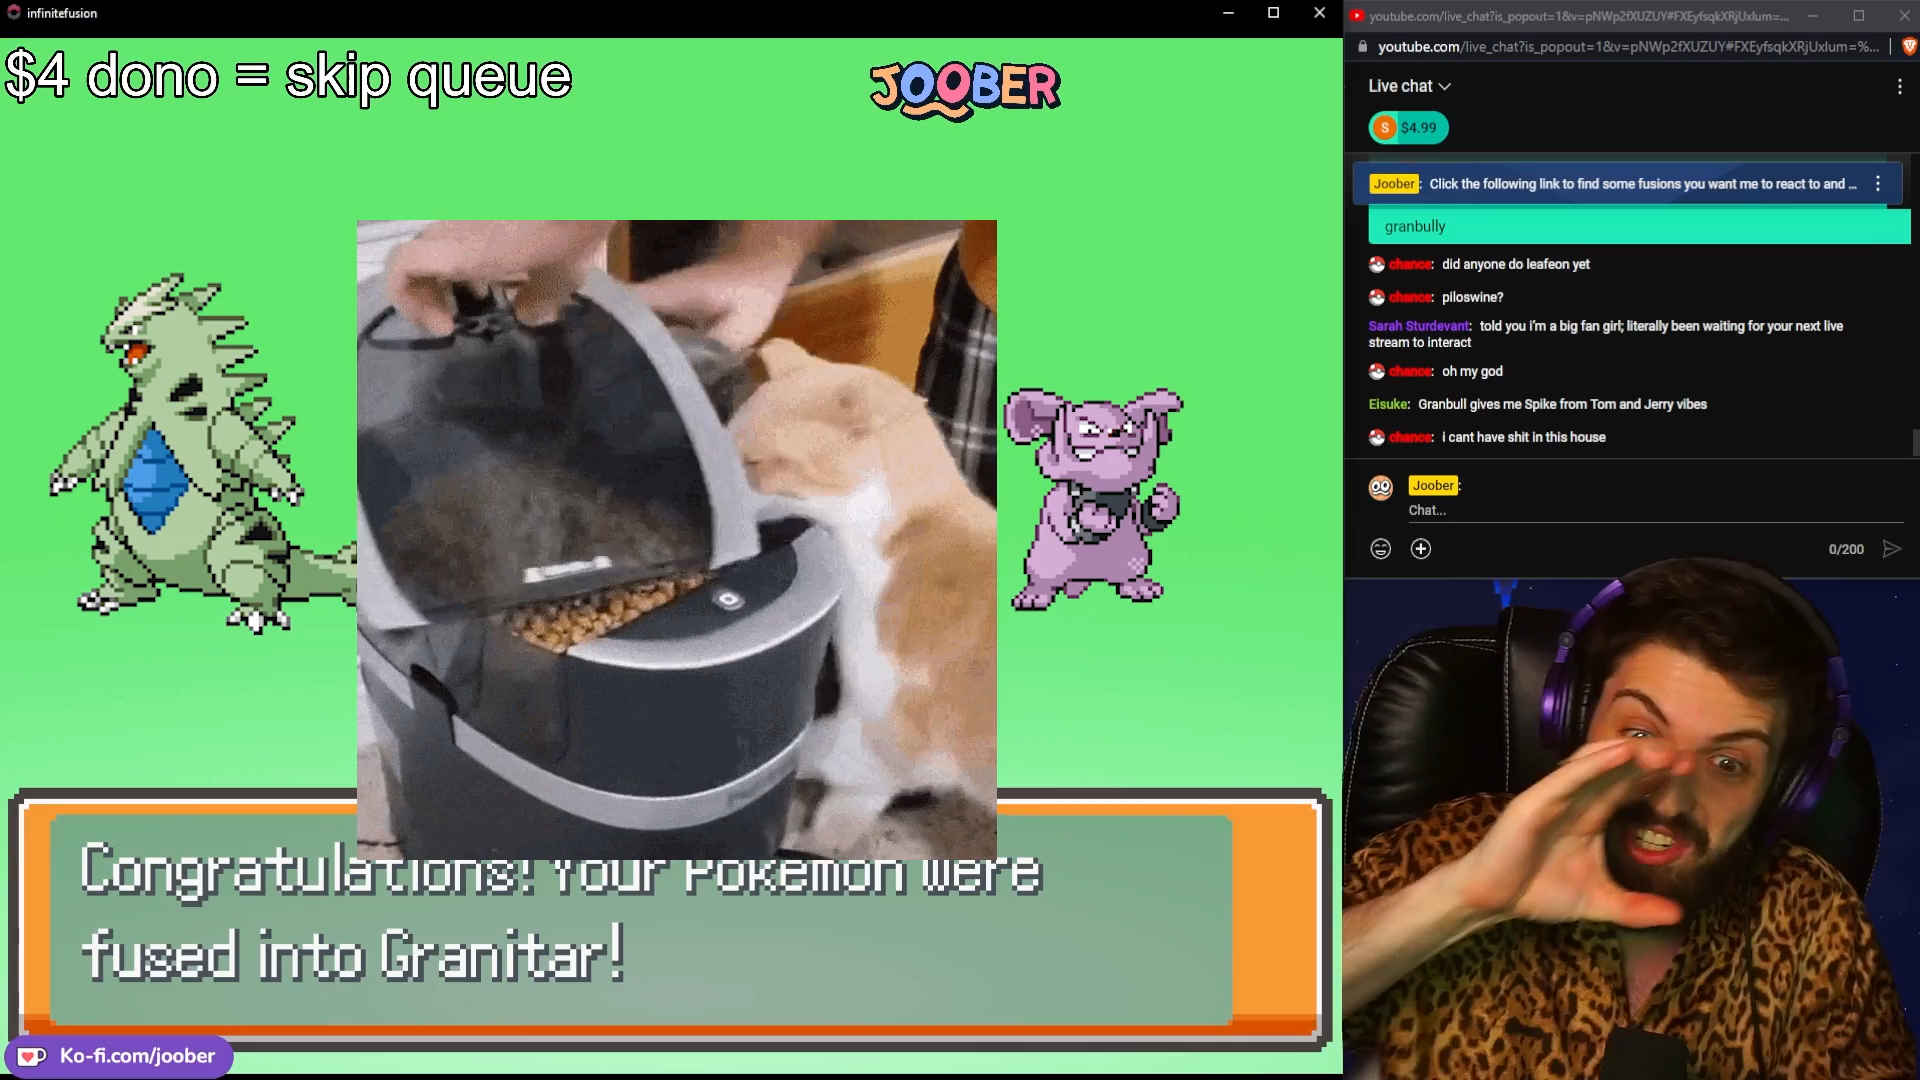 infinitefusion
$4 dono = skip queue
JOOBER
Congratulations! Your Pokémon were
fused into Granitar!
Ko-fi.com/joober
youtube.com/live_chat?is_popout=1&v=pNWp2fXUZUY#FXEyfsqkXRjUxlum=...
youtube.com/live_chat?is_popout=1&v=pNWp2fXUZUY#FXEyfsqkXRjUxlum=%...
Live chat
S $4.99
Joober: Click the following link to find some fusions you want me to react to and ...
granbully
chance: did anyone do leafeon yet
chance: piloswine?
Sarah Sturdevant: told you i'm a big fan girl; literally been waiting for your next live
stream to interact
chance: oh my god
Eisuke: Granbull gives me Spike from Tom and Jerry vibes
chance: i cant have shit in this house
Joober:
Chat...
0/200